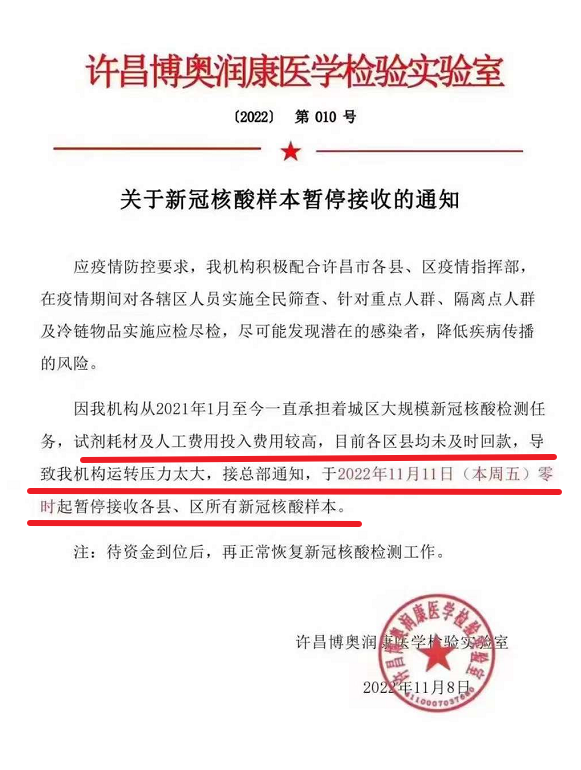 许昌博奥润康医学检验实验室
〔2022〕 第 010 号
关于新冠核酸样本暂停接收的通知
应疫情防控要求，我机构积极配合许昌市各县、区疫情指挥部，
在疫情期间对各辖区人员实施全民筛查、针对重点人群、隔离点人群
及冷链物品实施应检尽检，尽可能发现潜在的感染者，降低疾病传播
的风险。
因我机构从2021年1月至今一直承担着城区大规模新冠核酸检测任
务，试剂耗材及人工费用投入费用较高，目前各区县均未及时回款，导
致我机构运转压力太大，接总部通知，于2022年11月11日（本周五）零
时起暂停接收各县、区所有新冠核酸样本。
注：待资金到位后，再正常恢复新冠核酸检测工作。
许昌博奥润康医学检验实验室
2022年11月8日
许昌博奥润康医学检验实验室